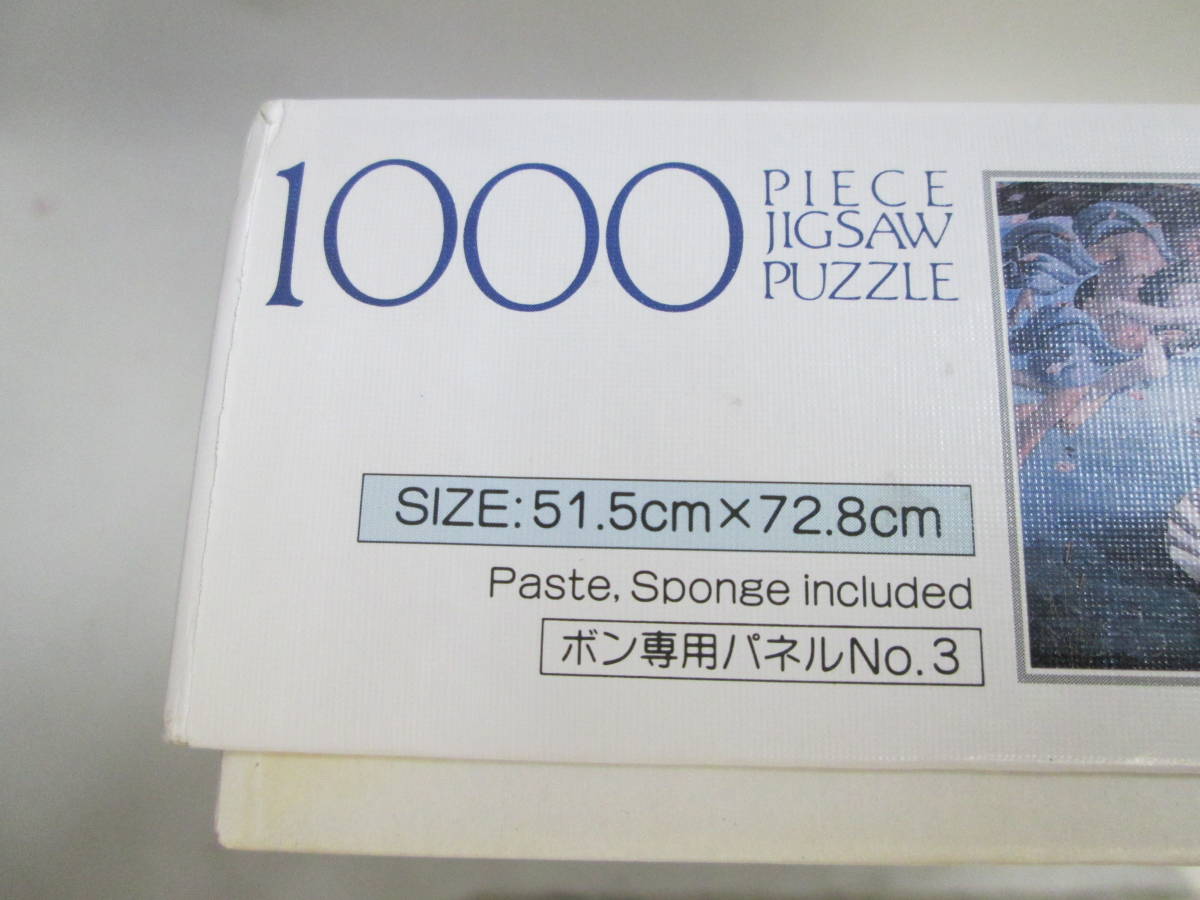 1000
PIECE
JIGSAW
PUZZLE
SIZE: 51.5cm×72.8cm
Paste, Sponge included
ボン専用パネルNo.3